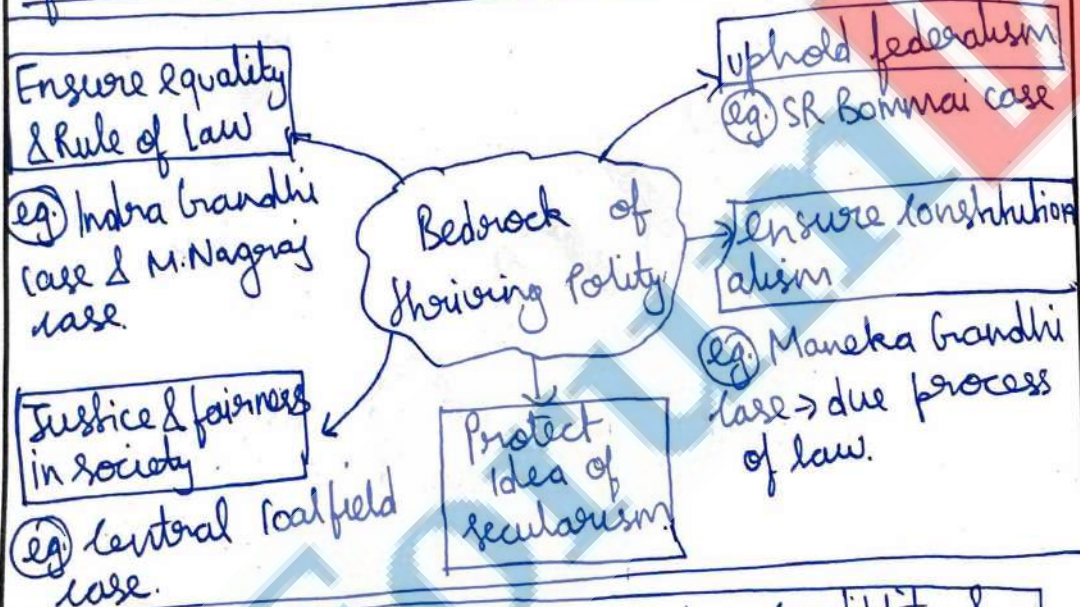 Ensure equality
& Rule of law
eg. Indra Gandhi
case & M. Nagraj
case.
uphold federalism
eg. SR Bommai case
Bedrock of
thriving Polity
ensure constitution
alism
eg. Maneka Gandhi
case → due process
of law.
Justice & fairness
in society.
eg. Central Coalfield
case.
Protect
idea of
secularism